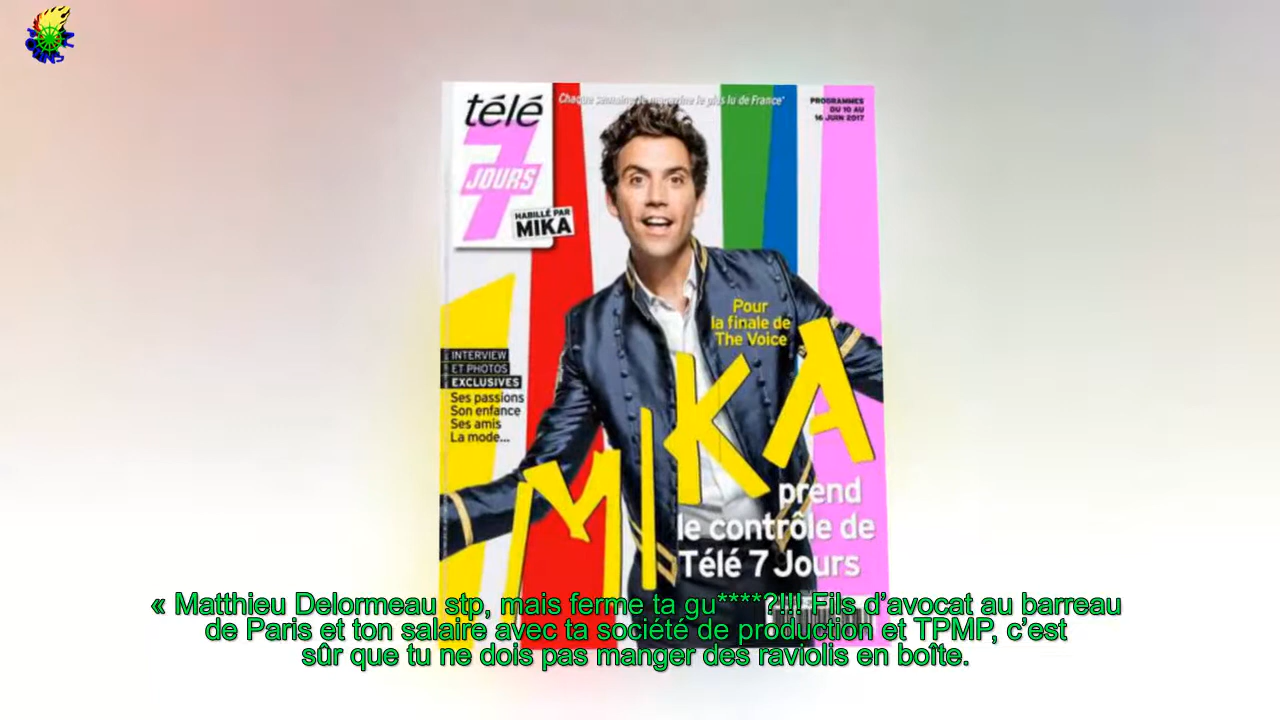 télé
7
JOURS
HABILLÉ PAR
MIKA
Chaque semaine, le magazine le plus lu de France*
PROGRAMMES
DU 10 AU
16 JUIN 2017
Pour
la finale de
The Voice
INTERVIEW
ET PHOTOS
EXCLUSIVES
Ses passions
Son enfance
Ses amis
La mode...
MIKA
prend
le contrôle de
Télé 7 Jours
« Matthieu Delormeau stp, mais ferme ta gu****?!!! Fils d’avocat au barreau
de Paris et ton salaire avec ta société de production et TPMP, c’est
sûr que tu ne dois pas manger des raviolis en boîte.